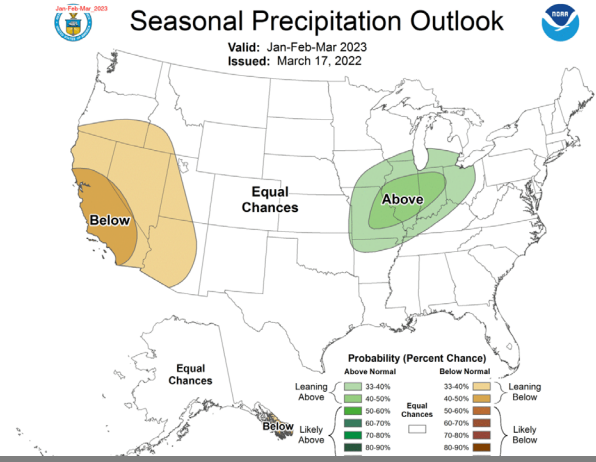 Jan-Feb-Mar 2023
Seasonal Precipitation Outlook
NOAA
Valid: Jan-Feb-Mar 2023
Issued: March 17, 2022
Equal
Chances
Above
Below
Equal
Chances
Below
Probability (Percent Chance)
Above Normal
Below Normal
Leaning
Above
33-40%
40-50%
50-60%
60-70%
70-80%
80-90%
Likely
Above
Equal
Chances
33-40%
40-50%
50-60%
60-70%
70-80%
80-90%
Leaning
Below
Likely
Below